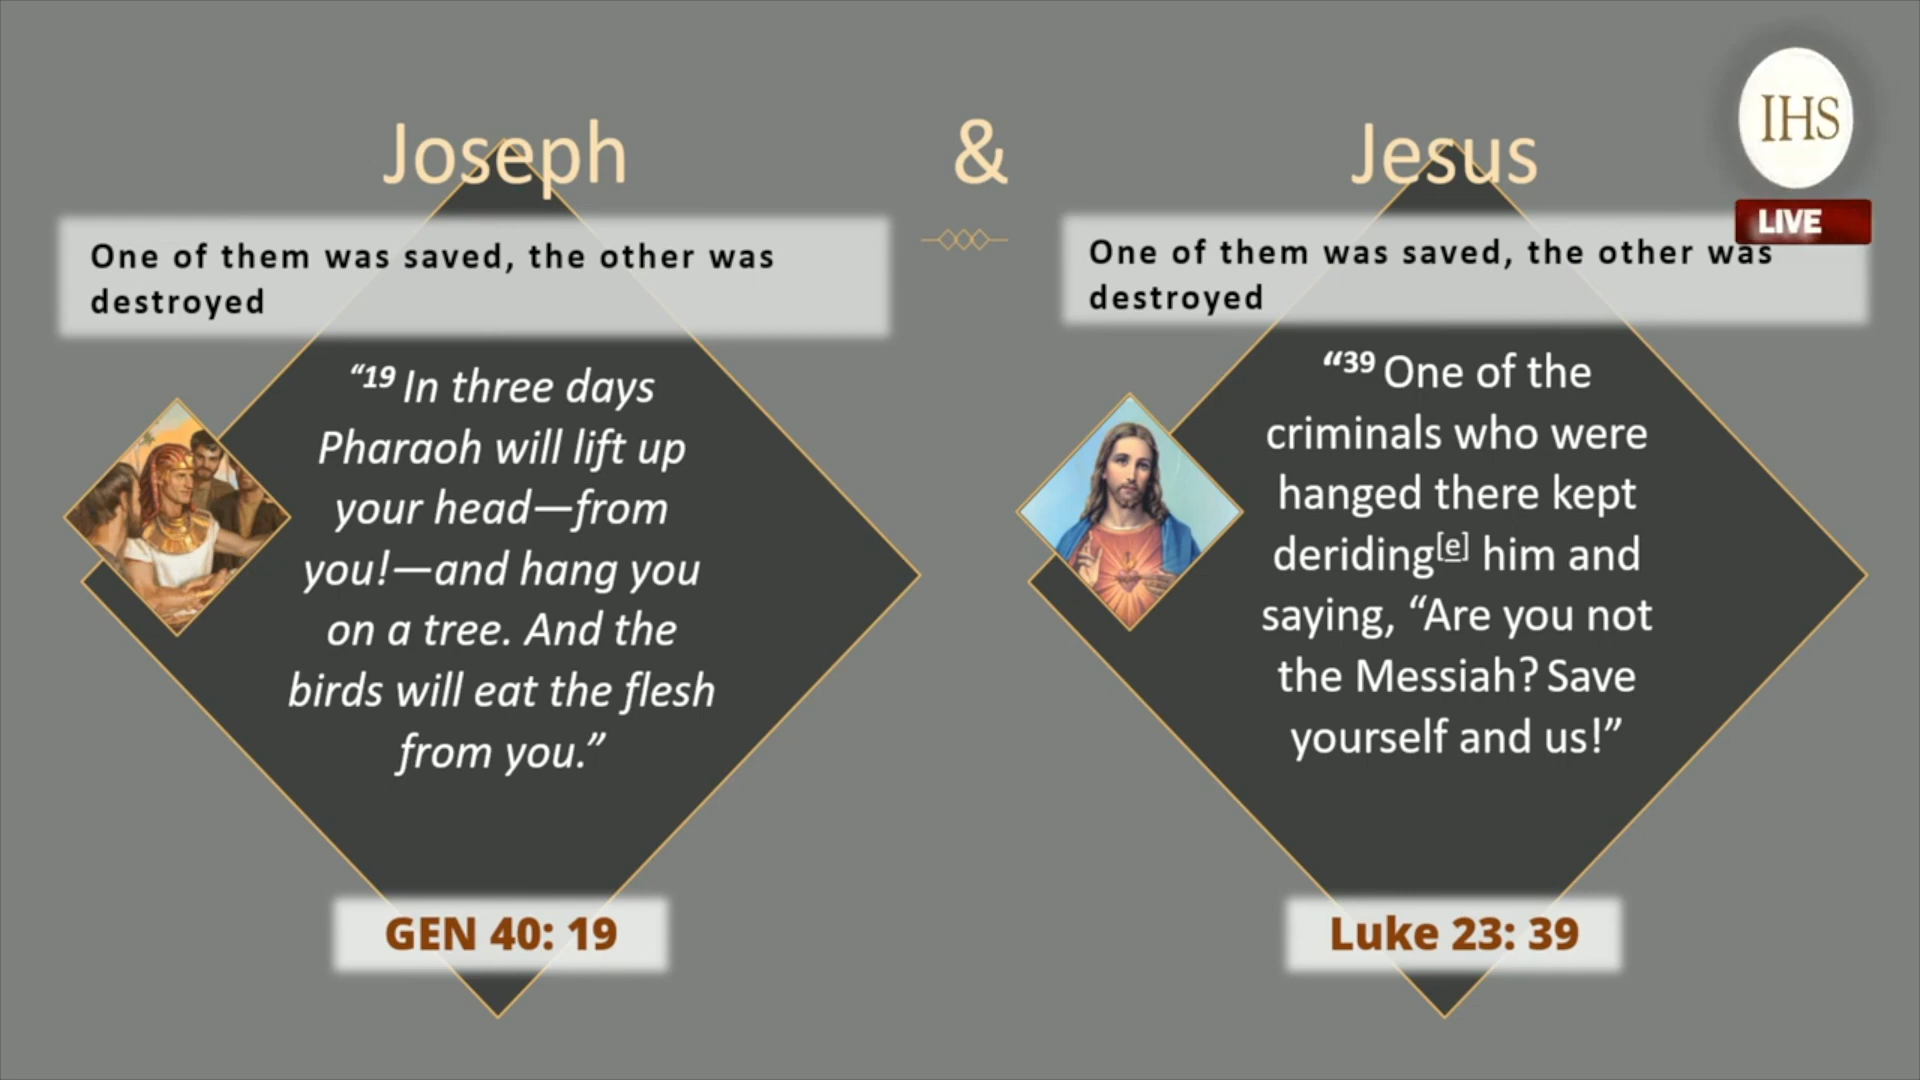 Joseph & Jesus
IHS
LIVE
One of them was saved, the other was
destroyed
“19 In three days
Pharaoh will lift up
your head—from
you!—and hang you
on a tree. And the
birds will eat the flesh
from you.”
GEN 40: 19
One of them was saved, the other was
destroyed
“39 One of the
criminals who were
hanged there kept
deriding[e] him and
saying, “Are you not
the Messiah? Save
yourself and us!”
Luke 23: 39